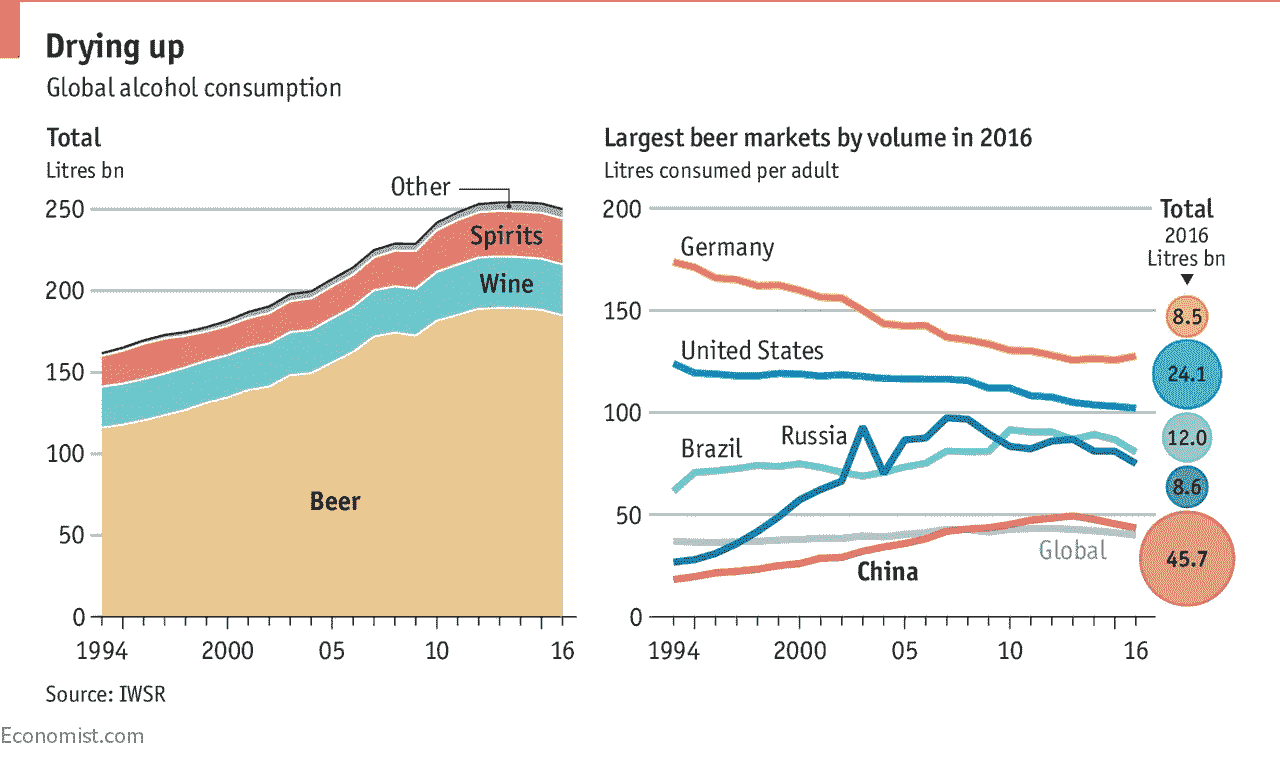 Drying up
Global alcohol consumption
Total
Litres bn
Other
250
200
150
100
50
0
Spirits
Wine
Beer
1994
2000
05
10
16
Largest beer markets by volume in 2016
Litres consumed per adult
200
150
100
50
0
Germany
United States
Brazil
Russia
China
Global
1994
2000
05
10
16
Total
2016
Litres bn
8.5
24.1
12.0
8.6
45.7
Source: IWSR
Economist.com